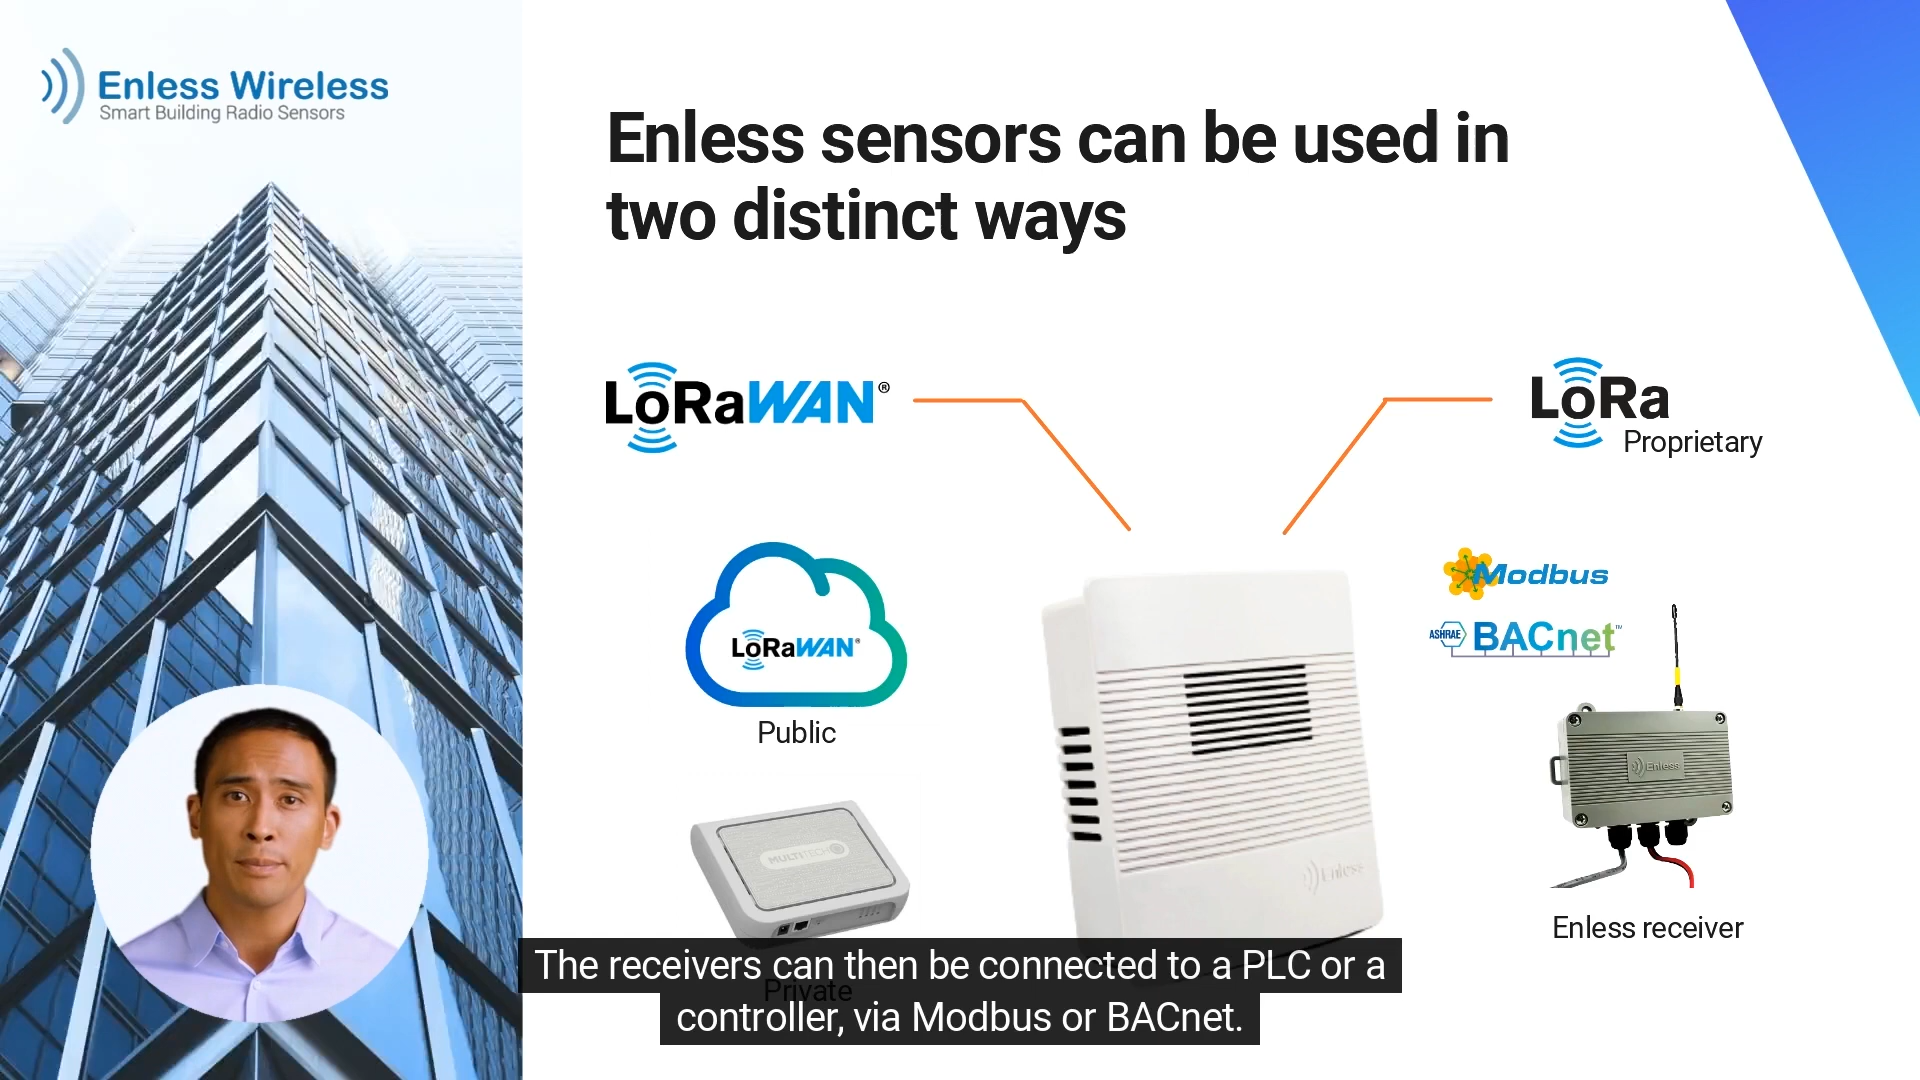 Enless Wireless
Smart Building Radio Sensors
Enless sensors can be used in
two distinct ways
LoRaWAN®
LoRa
Proprietary
LoRaWAN®
Public
Modbus
ASHRAE BACnet™
MULTITECH
Enless
Enless
Enless receiver
Private
The receivers can then be connected to a PLC or a
controller, via Modbus or BACnet.